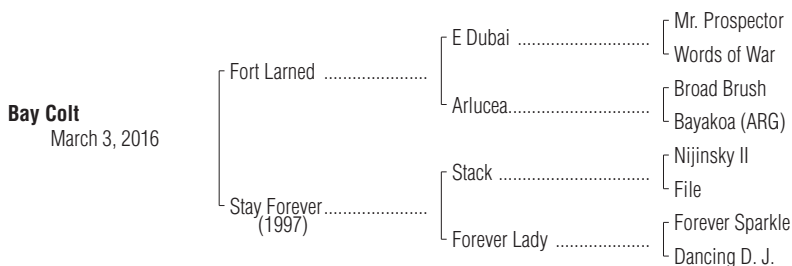 E Dubai ..............................
Mr. Prospector
Words of War
Fort Larned ........................
Arlucea................................
Broad Brush
Bayakoa (ARG)
Bay Colt
March 3, 2016
Stay Forever........................
(1997)
Stack ..................................
Nijinsky II
File
Forever Lady .....................
Forever Sparkle
Dancing D. J.